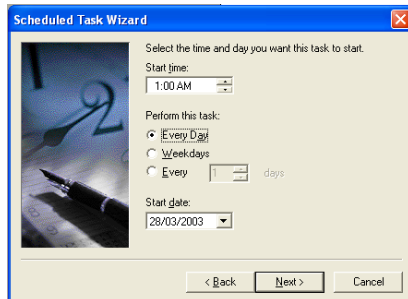 Scheduled Task Wizard
Select the time and day you want this task to start.
Start time:
1:00 AM
Perform this task:
Every Day
Weekdays
Every 1 days
Start date:
28/03/2003
< Back Next > Cancel